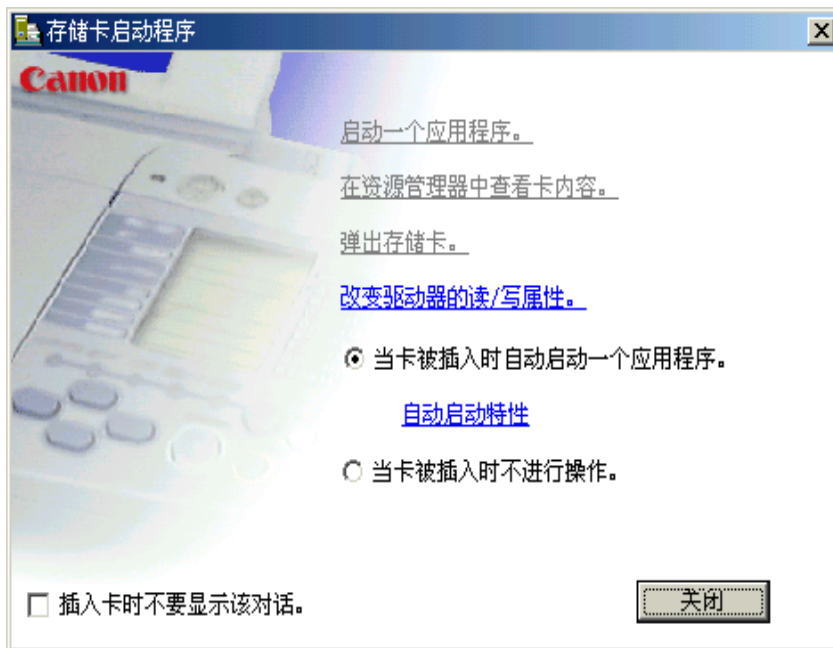 存储卡启动程序
Canon
启动一个应用程序。
在资源管理器中查看卡内容。
弹出存储卡。
改变驱动器的读/写属性。
当卡被插入时自动启动一个应用程序。
自动启动特性
当卡被插入时不进行操作。
插入卡时不要显示该对话。
关闭